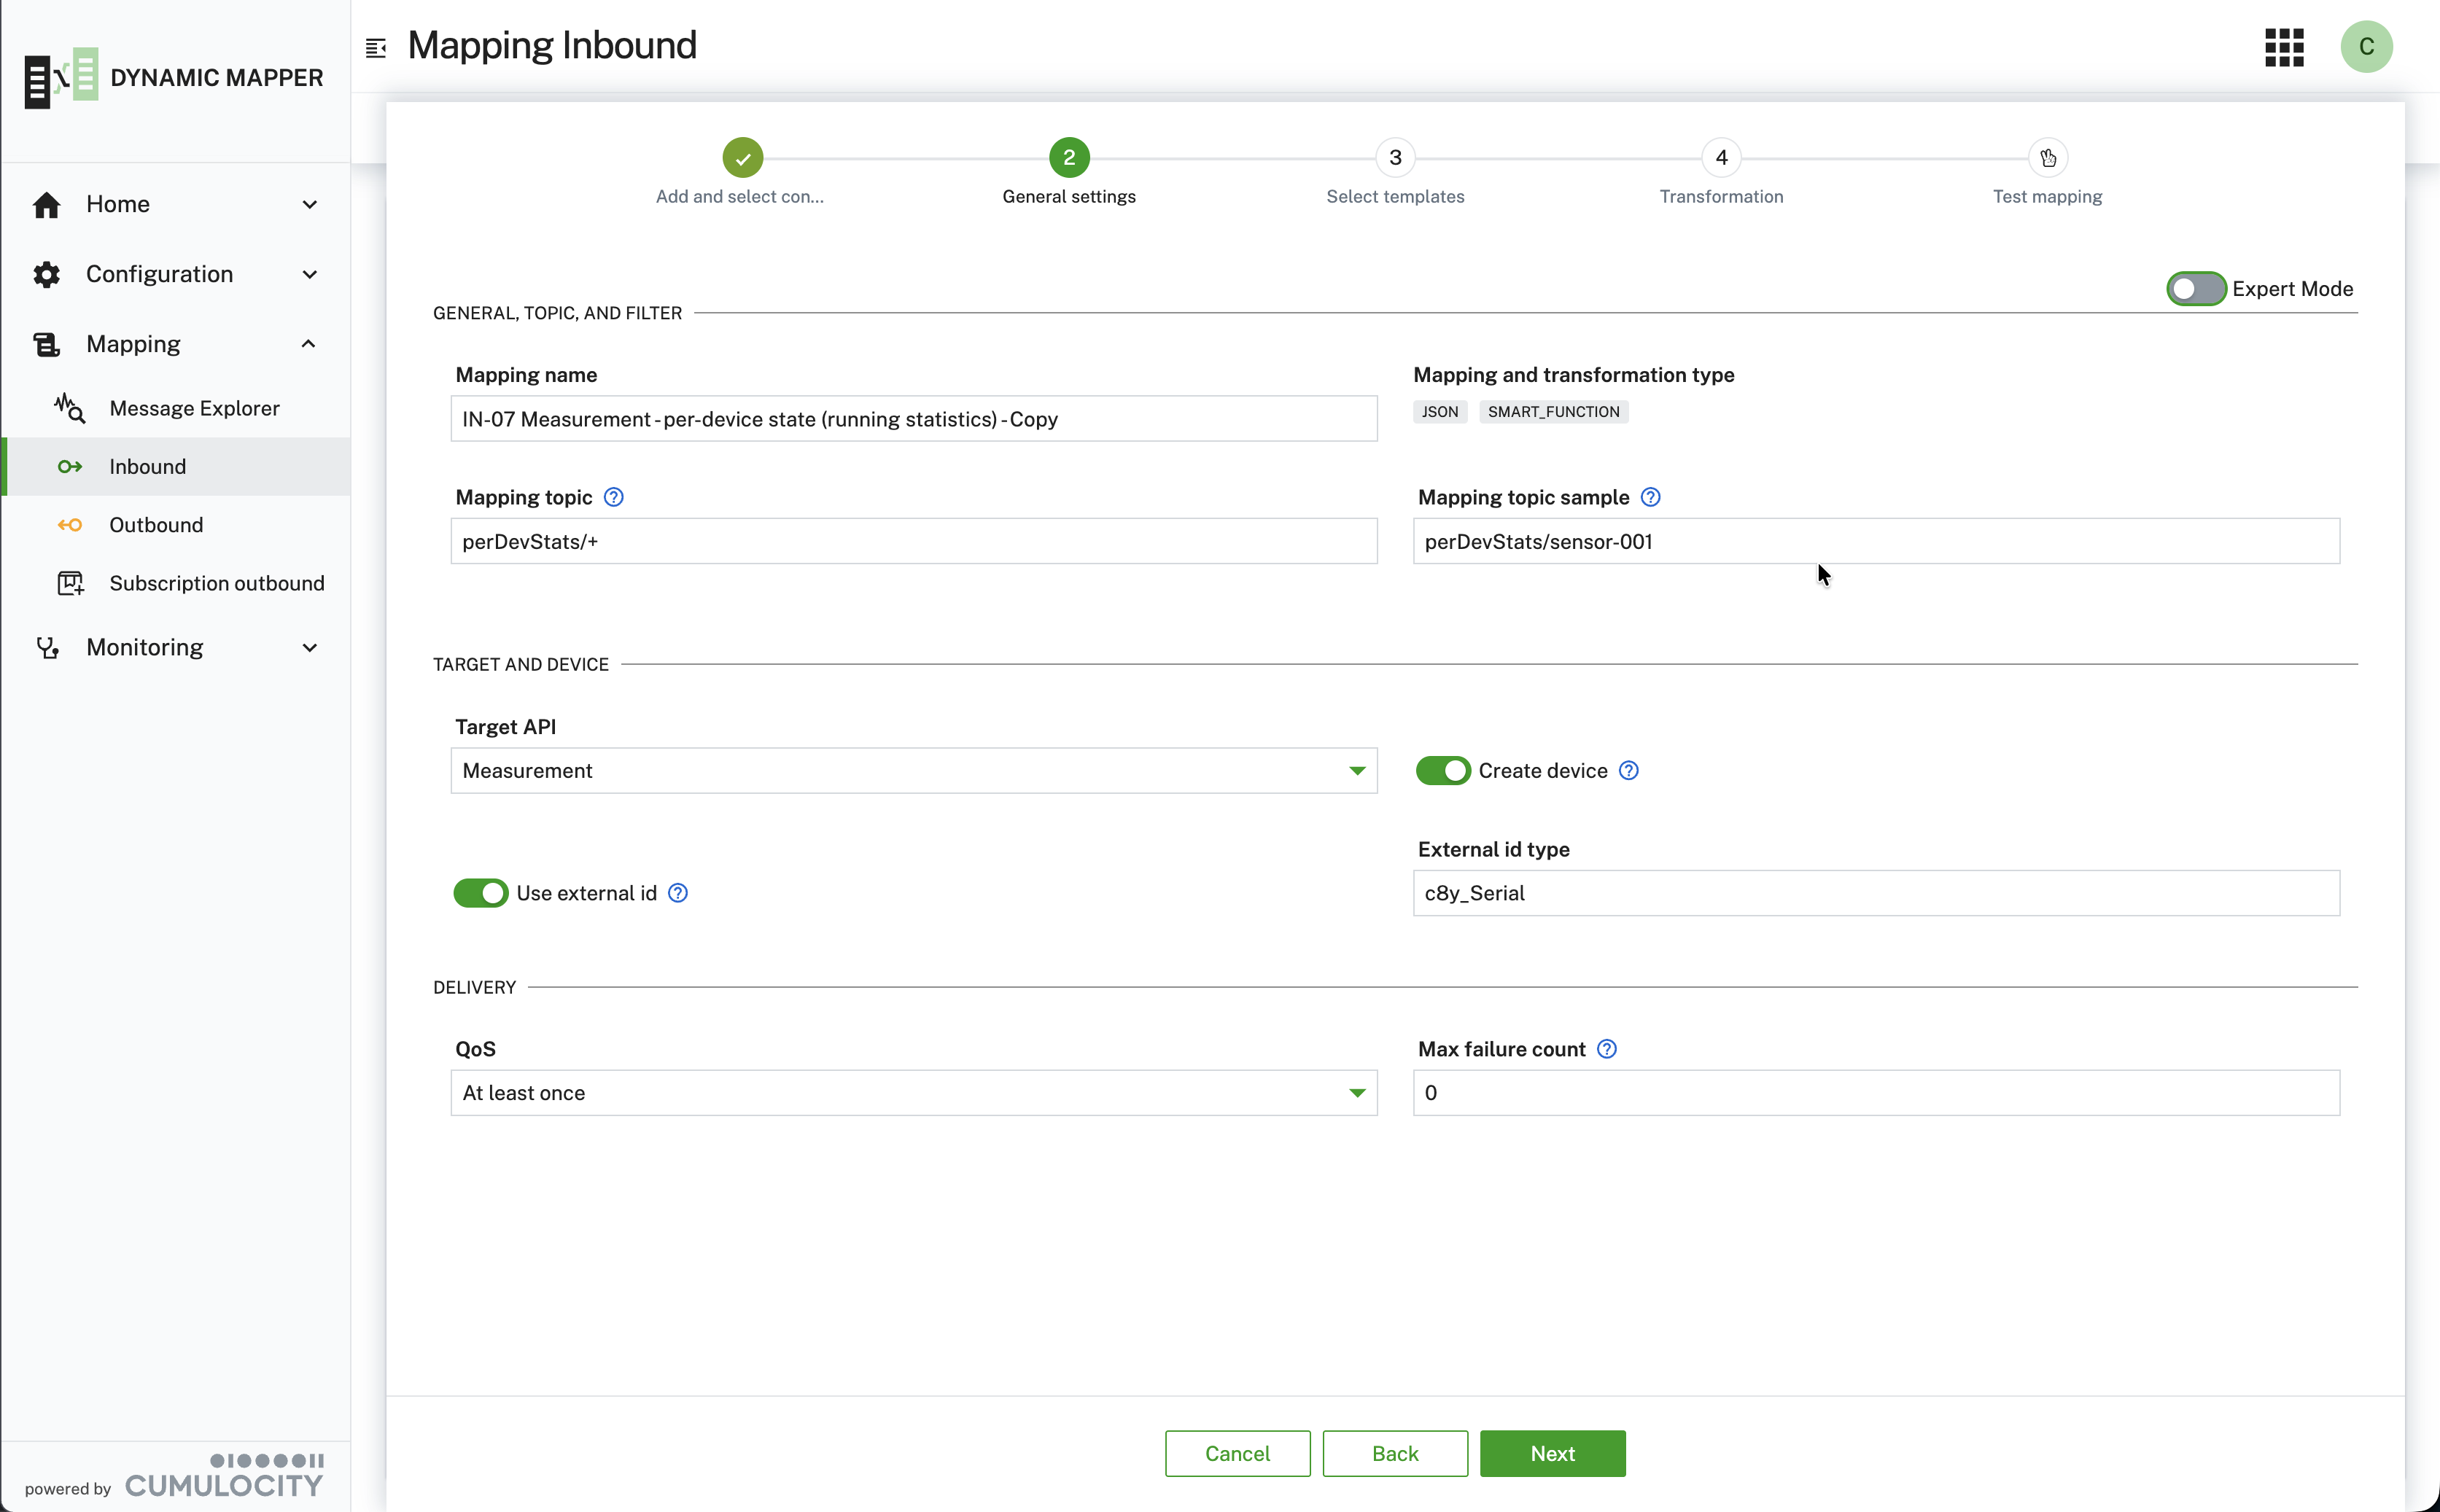 DYNAMIC MAPPER
Mapping Inbound
C
Home
Configuration
Mapping
Message Explorer
Inbound
Outbound
Subscription outbound
Monitoring
powered by CUMULOCITY
2
3
4
Add and select con...
General settings
Select templates
Transformation
Test mapping
Expert Mode
GENERAL, TOPIC, AND FILTER
Mapping name
IN-07 Measurement - per-device state (running statistics) - Copy
Mapping and transformation type
JSON SMART_FUNCTION
Mapping topic
perDevStats/+
Mapping topic sample
perDevStats/sensor-001
TARGET AND DEVICE
Target API
Measurement
Create device
Use external id
External id type
c8y_Serial
DELIVERY
QoS
At least once
Max failure count
0
Cancel
Back
Next